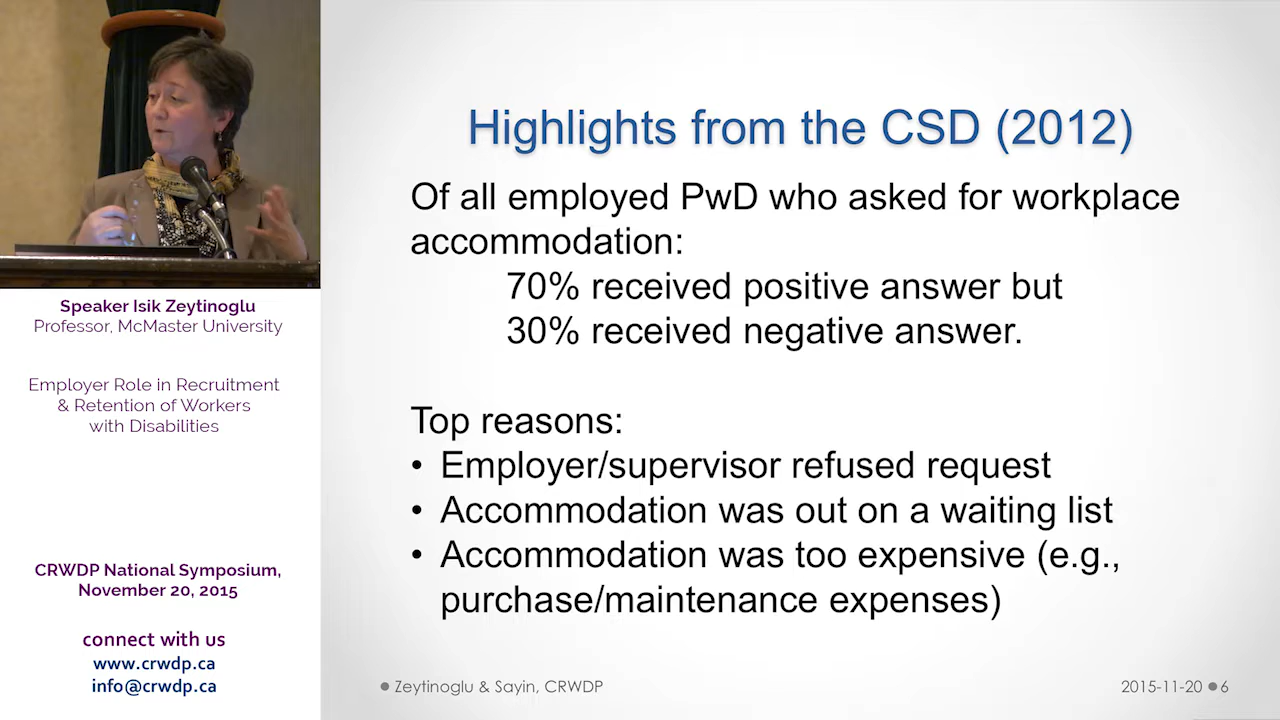 Speaker Isik Zeytinoglu
Professor, McMaster University
Employer Role in Recruitment
& Retention of Workers
with Disabilities
CRWDP National Symposium,
November 20, 2015
connect with us
www.crwdp.ca
info@crwdp.ca
Highlights from the CSD (2012)
Of all employed PwD who asked for workplace
accommodation:
70% received positive answer but
30% received negative answer.
Top reasons:
• Employer/supervisor refused request
• Accommodation was out on a waiting list
• Accommodation was too expensive (e.g.,
purchase/maintenance expenses)
● Zeytinoglu & Sayin, CRWDP
2015-11-20 ● 6